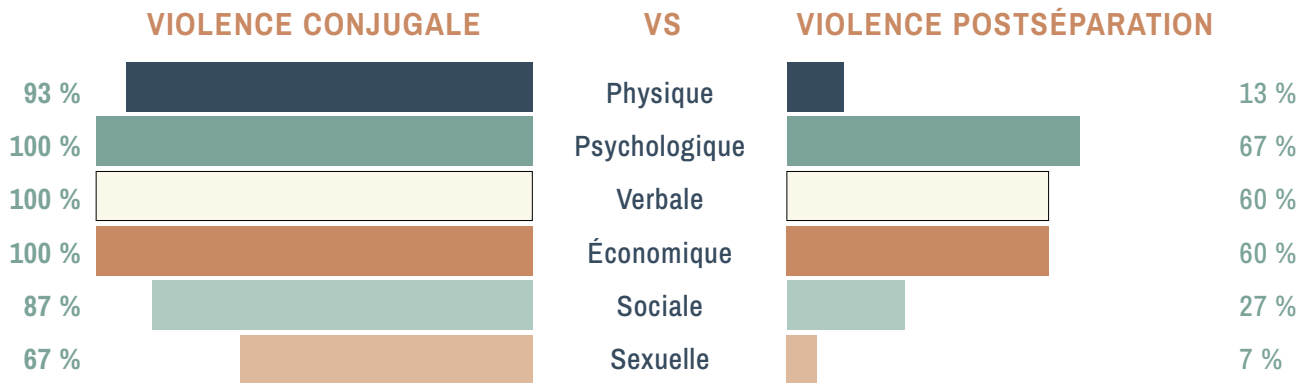 VIOLENCE CONJUGALE VS VIOLENCE POSTSÉPARATION
93 % Physique 13 %
100 % Psychologique 67 %
100 % Verbale 60 %
100 % Économique 60 %
87 % Sociale 27 %
67 % Sexuelle 7 %